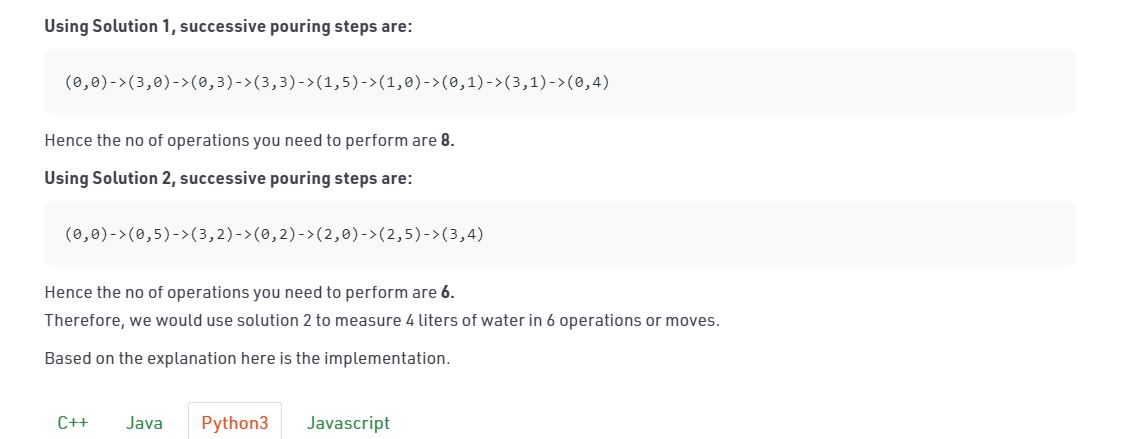 Using Solution 1, successive pouring steps are:
(0,0)->(3,0)->(0,3)->(3,3)->(1,5)->(1,0)->(0,1)->(3,1)->(0,4)
Hence the no of operations you need to perform are 8.
Using Solution 2, successive pouring steps are:
(0,0)->(0,5)->(3,2)->(0,2)->(2,0)->(2,5)->(3,4)
Hence the no of operations you need to perform are 6.
Therefore, we would use solution 2 to measure 4 liters of water in 6 operations or moves.
Based on the explanation here is the implementation.
C++ Java Python3 Javascript